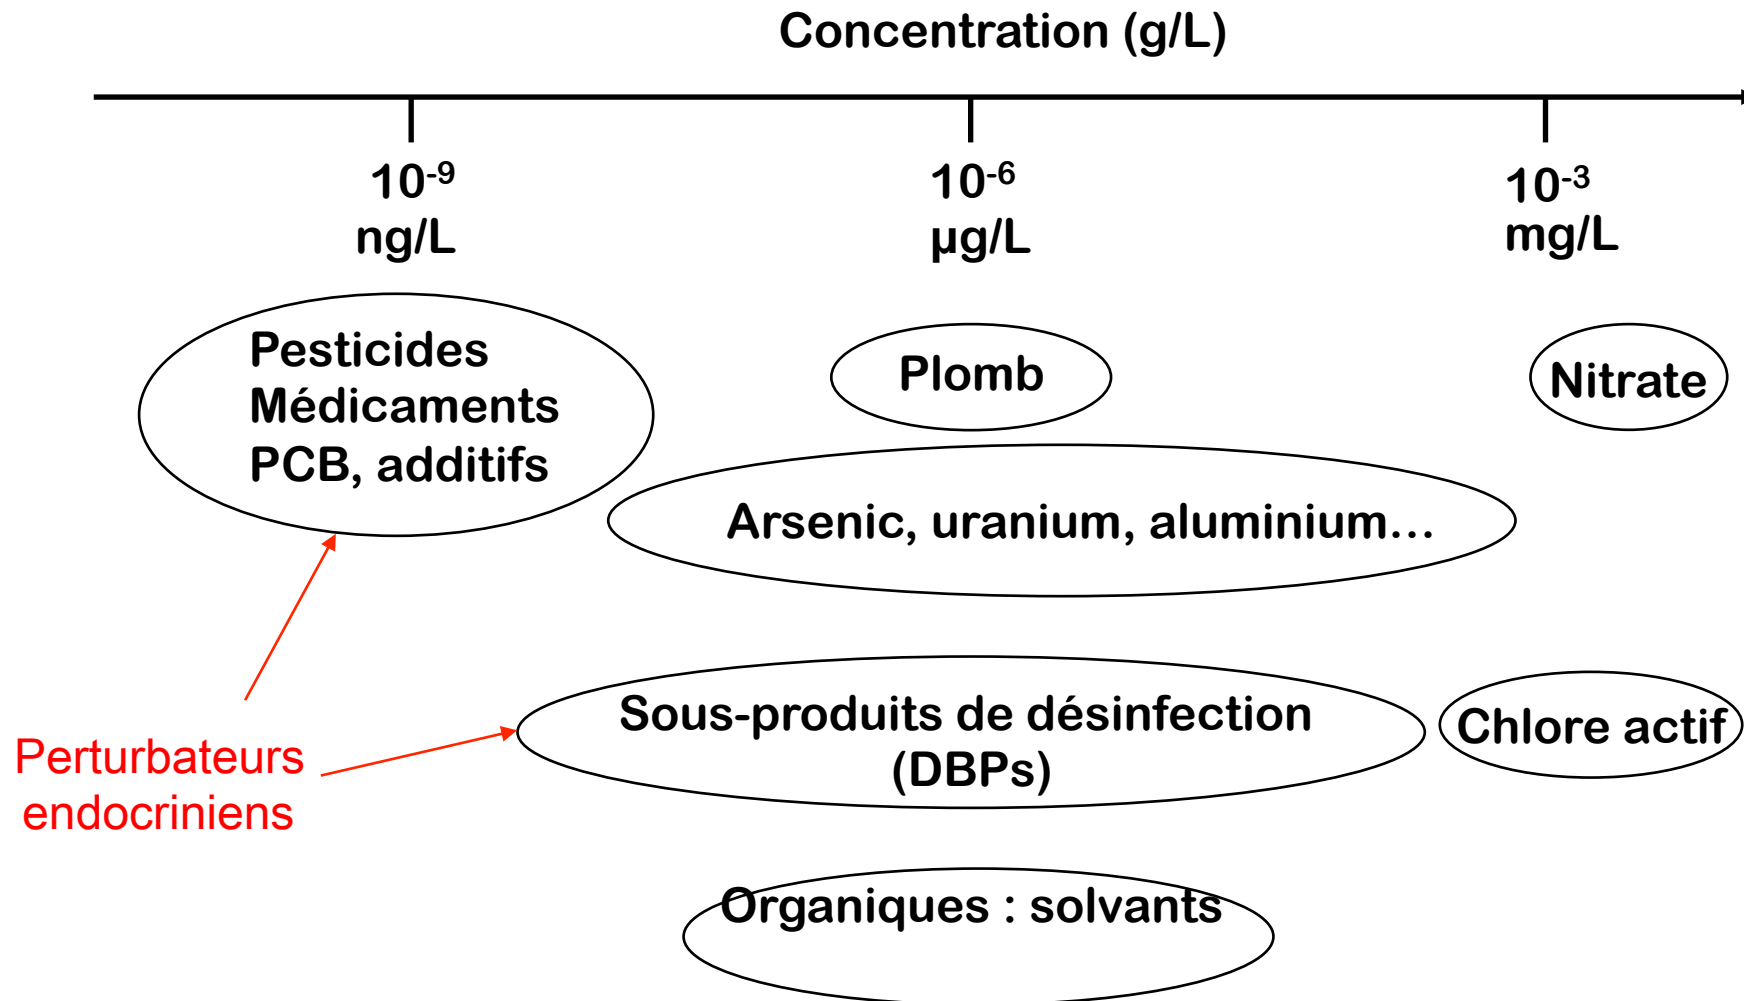 Concentration (g/L)
10-9
ng/L
10-6
µg/L
10-3
mg/L
Pesticides
Médicaments
PCB, additifs
Plomb
Nitrate
Arsenic, uranium, aluminium...
Sous-produits de désinfection
(DBPs)
Chlore actif
Perturbateurs
endocriniens
Organiques : solvants